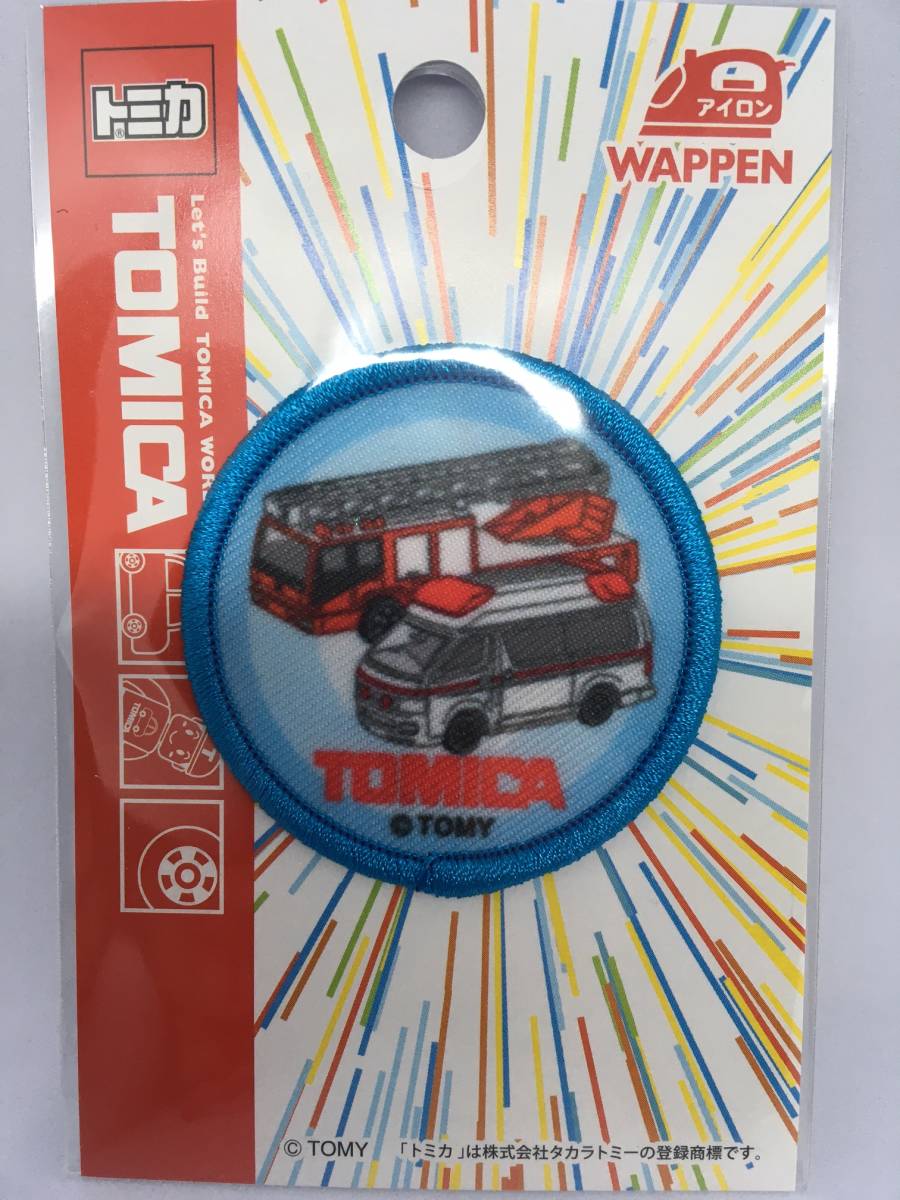 トミカ®
Let's Build TOMICA
TOMICA
アイロン
WAPPEN
TOMICA
© TOMY
© TOMY 「トミカ」は株式会社タカラトミーの登録商標です。